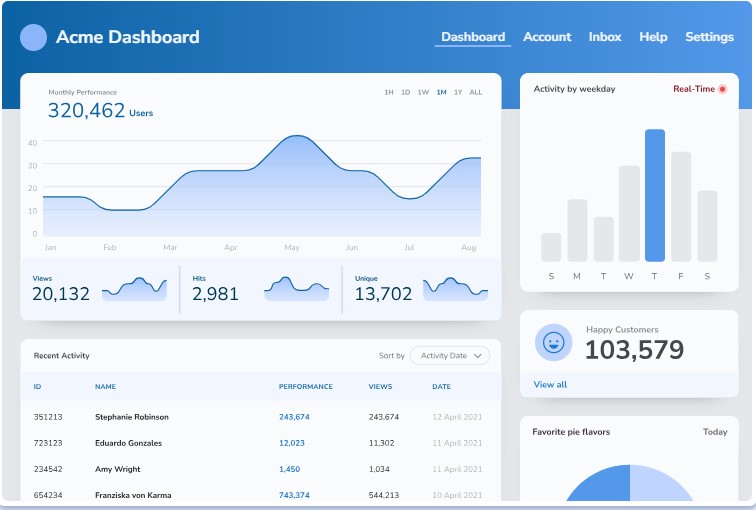 Acme Dashboard
Dashboard Account Inbox Help Settings
Monthly Performance
320,462 Users
1H 1D 1W 1M 1Y ALL
40
30
20
10
0
Jan Feb Mar Apr May Jun Jul Aug
Views
20,132
Hits
2,981
Unique
13,702
Activity by weekday
Real-Time
S M T W T F S
Happy Customers
103,579
View all
Recent Activity
Sort by Activity Date
ID NAME PERFORMANCE VIEWS DATE
351213 Stephanie Robinson 243,674 243,674 12 April 2021
723123 Eduardo Gonzales 12,023 11,302 11 April 2021
234542 Amy Wright 1,450 1,034 11 April 2021
654234 Franziska von Karma 743,374 544,213 10 April 2021
Favorite pie flavors
Today